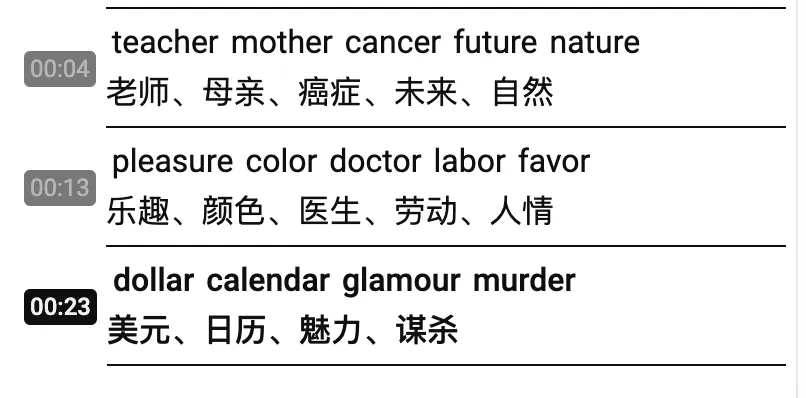 teacher mother cancer future nature
00:04
老师、母亲、癌症、未来、自然
pleasure color doctor labor favor
00:13
乐趣、颜色、医生、劳动、人情
dollar calendar glamour murder
00:23
美元、日历、魅力、谋杀